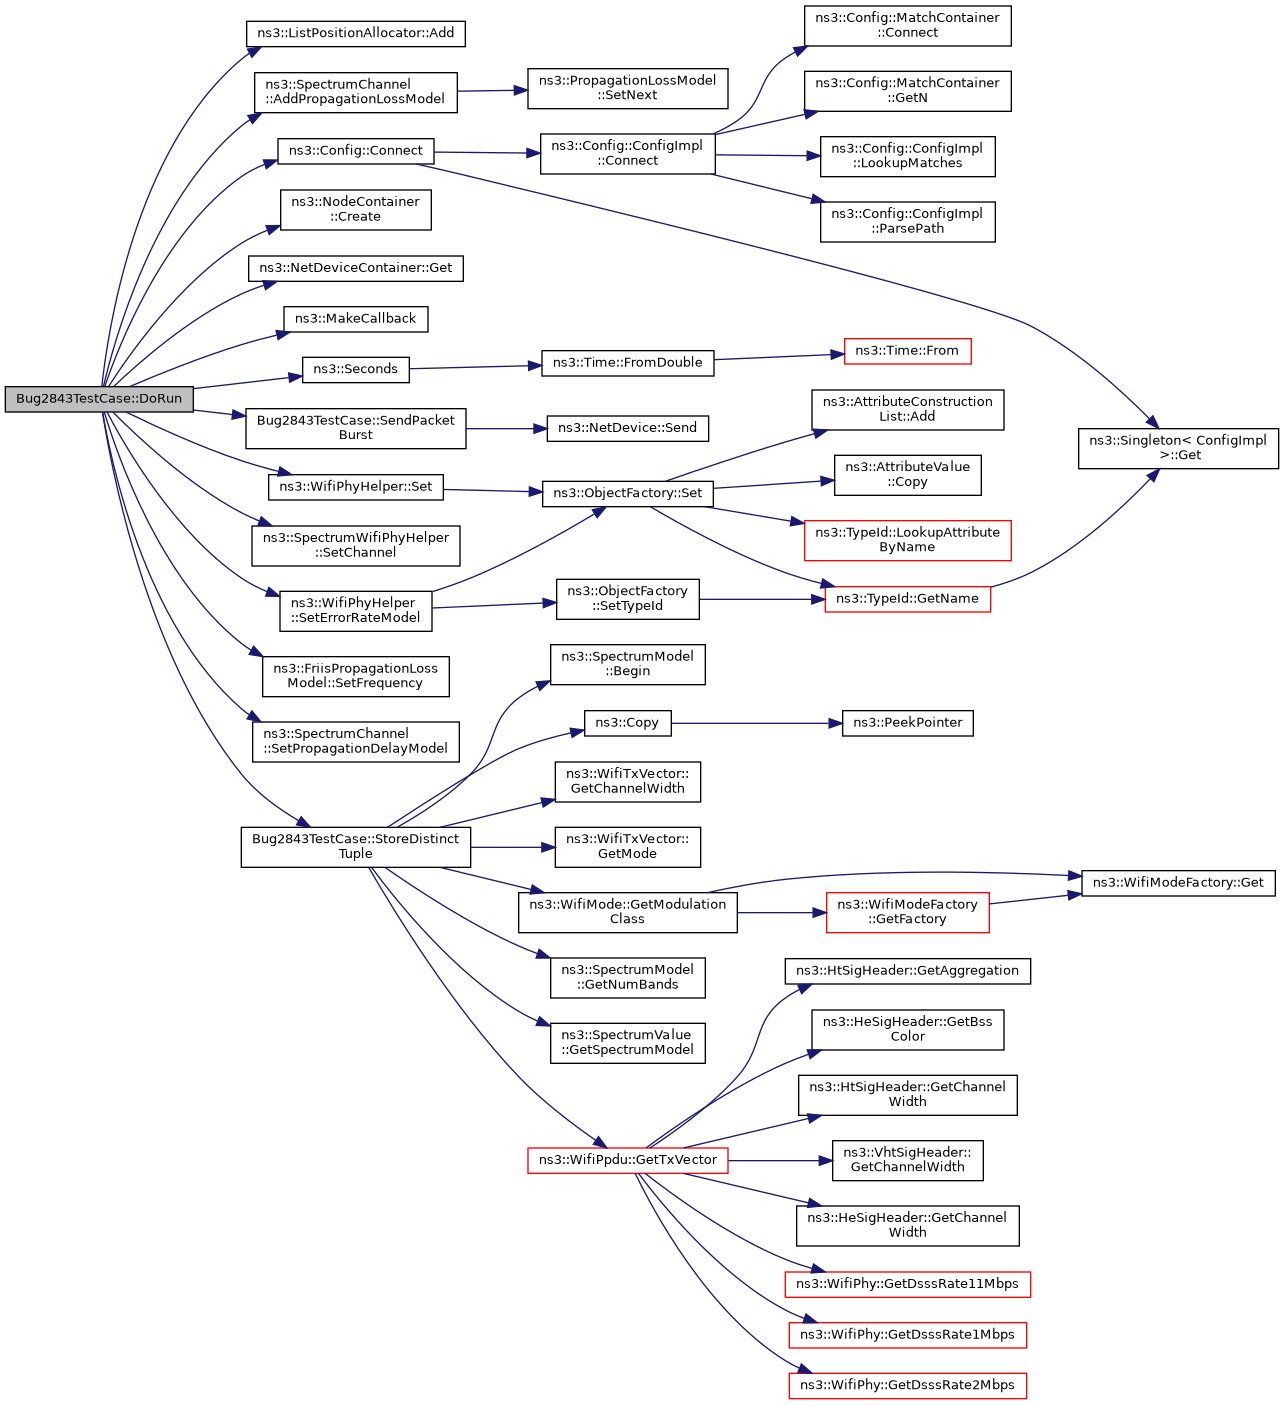 Bug2843TestCase::DoRun
ns3::ListPositionAllocator::Add
ns3::SpectrumChannel
::AddPropagationLossModel
ns3::Config::Connect
ns3::NodeContainer
::Create
ns3::NetDeviceContainer::Get
ns3::MakeCallback
ns3::Seconds
Bug2843TestCase::SendPacket
Burst
ns3::WifiPhyHelper::Set
ns3::SpectrumWifiPhyHelper
::SetChannel
ns3::WifiPhyHelper
::SetErrorRateModel
ns3::FriisPropagationLoss
Model::SetFrequency
ns3::SpectrumChannel
::SetPropagationDelayModel
Bug2843TestCase::StoreDistinct
Tuple
ns3::PropagationLossModel
::SetNext
ns3::Config::ConfigImpl
::Connect
ns3::Time::FromDouble
ns3::NetDevice::Send
ns3::ObjectFactory::Set
ns3::ObjectFactory
::SetTypeId
ns3::SpectrumModel
::Begin
ns3::Copy
ns3::WifiTxVector::
GetChannelWidth
ns3::WifiTxVector::
GetMode
ns3::WifiMode::GetModulation
Class
ns3::SpectrumModel
::GetNumBands
ns3::SpectrumValue
::GetSpectrumModel
ns3::WifiPpdu::GetTxVector
ns3::Config::MatchContainer
::Connect
ns3::Config::MatchContainer
::GetN
ns3::Config::ConfigImpl
::LookupMatches
ns3::Config::ConfigImpl
::ParsePath
ns3::Time::From
ns3::AttributeConstruction
List::Add
ns3::AttributeValue
::Copy
ns3::TypeId::LookupAttribute
ByName
ns3::TypeId::GetName
ns3::PeekPointer
ns3::WifiModeFactory
::GetFactory
ns3::HtSigHeader::GetAggregation
ns3::HeSigHeader::GetBss
Color
ns3::HtSigHeader::GetChannel
Width
ns3::VhtSigHeader::
GetChannelWidth
ns3::HeSigHeader::GetChannel
Width
ns3::WifiPhy::GetDsssRate11Mbps
ns3::WifiPhy::GetDsssRate1Mbps
ns3::WifiPhy::GetDsssRate2Mbps
ns3::Singleton< ConfigImpl
>::Get
ns3::WifiModeFactory::Get